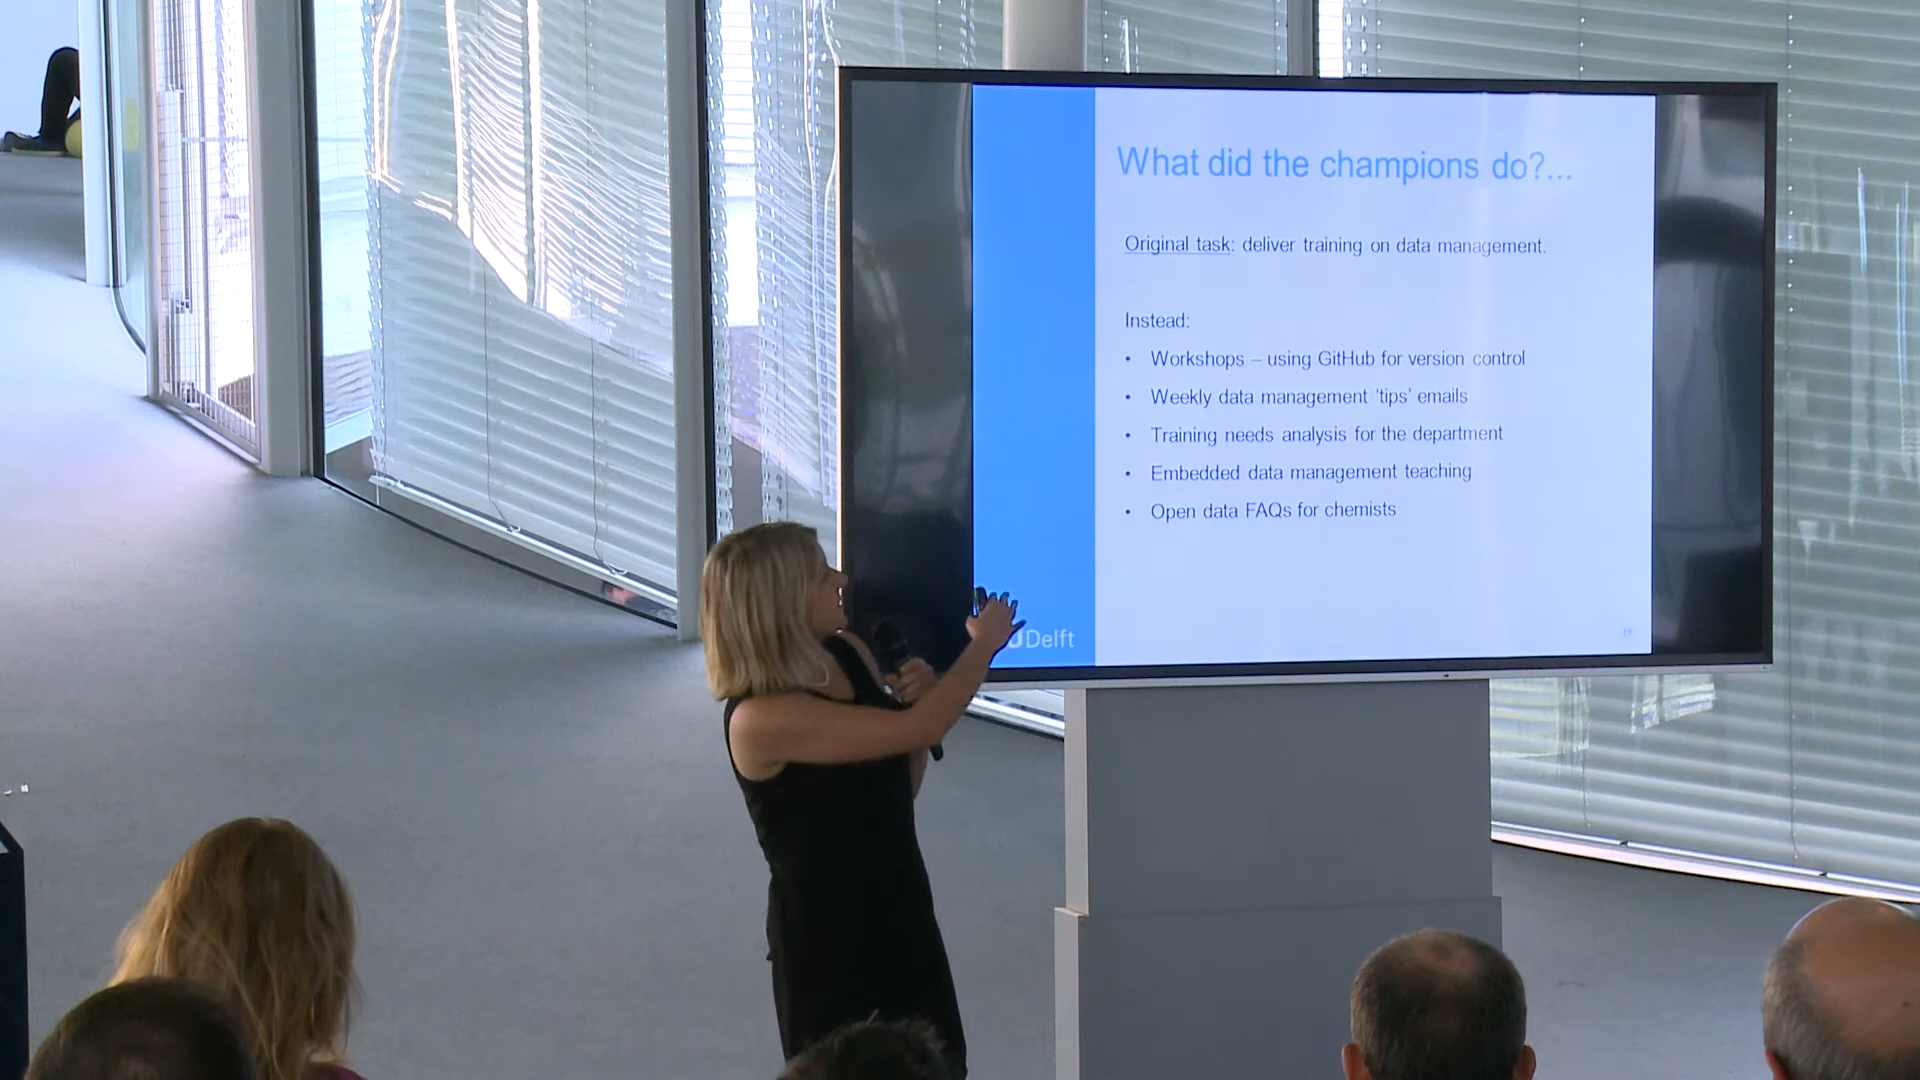 What did the champions do?...
Original task: deliver training on data management.
Instead:
• Workshops – using GitHub for version control
• Weekly data management ‘tips’ emails
• Training needs analysis for the department
• Embedded data management teaching
• Open data FAQs for chemists
Delft